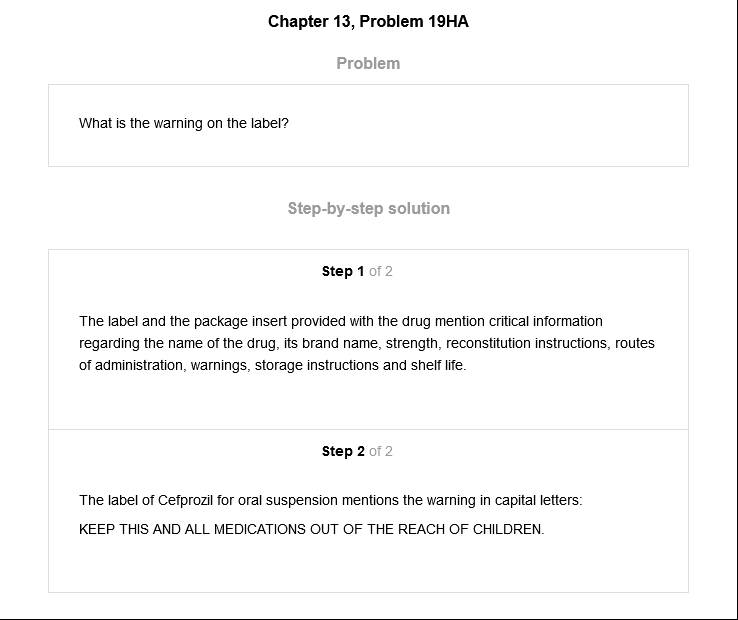 Chapter 13, Problem 19HA
Problem
What is the warning on the label?
Step-by-step solution
Step 1 of 2
The label and the package insert provided with the drug mention critical information
regarding the name of the drug, its brand name, strength, reconstitution instructions, routes
of administration, warnings, storage instructions and shelf life.
Step 2 of 2
The label of Cefprozil for oral suspension mentions the warning in capital letters:
KEEP THIS AND ALL MEDICATIONS OUT OF THE REACH OF CHILDREN.